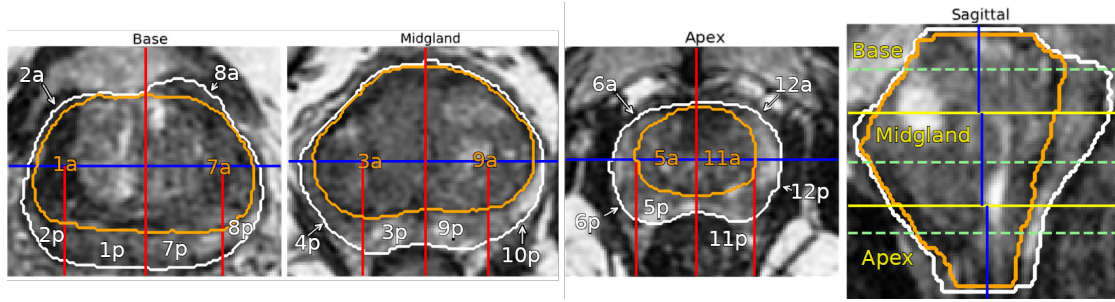 Base
2a
8a
1a
7a
2p
1p
7p
8p
Midgland
3a
9a
4p
3p
9p
10p
Apex
6a
12a
5a
11a
6p
5p
11p
12p
Sagittal
Base
Midgland
Apex